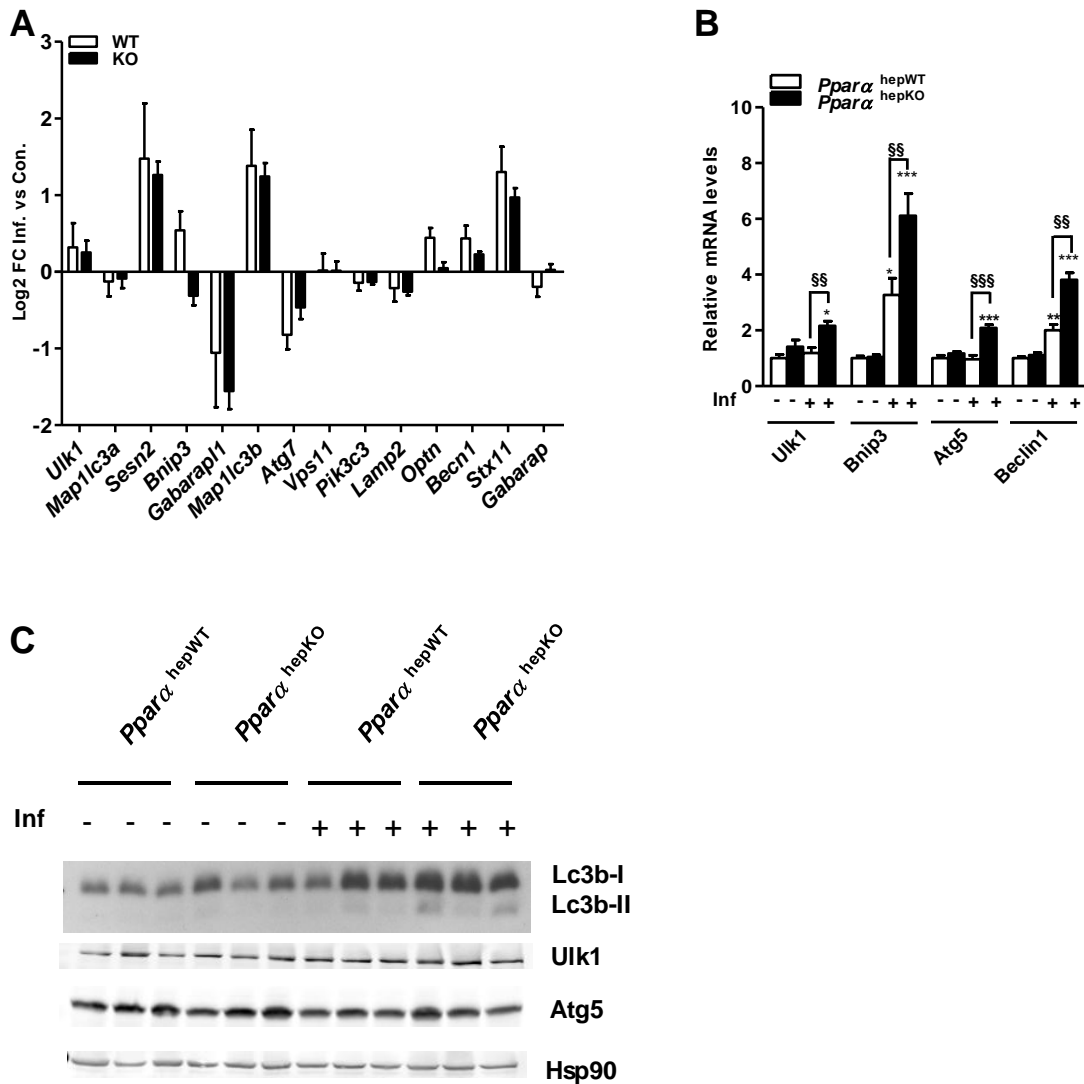 A
3
2
1
0
-1
-2
Log2 FC Inf. vs Con.
WT
KO
Ulk1
Map1lc3a
Sesn2
Bnip3
Gabarapl1
Map1lc3b
Atg7
Vps11
Pik3c3
Lamp2
Optn
Becn1
Stx11
Gabarap
B
Pparα hepWT
Pparα hepKO
10
8
6
4
2
0
Relative mRNA levels
§§ * 
§§ * ***
§§§ ***
§§ ** ***
Inf - - + + - - + + - - + + - - + +
Ulk1
Bnip3
Atg5
Beclin1
C
Pparα hepWT
Pparα hepKO
Pparα hepWT
Pparα hepKO
Inf - - - - - - + + + + + +
Lc3b-I
Lc3b-II
Ulk1
Atg5
Hsp90